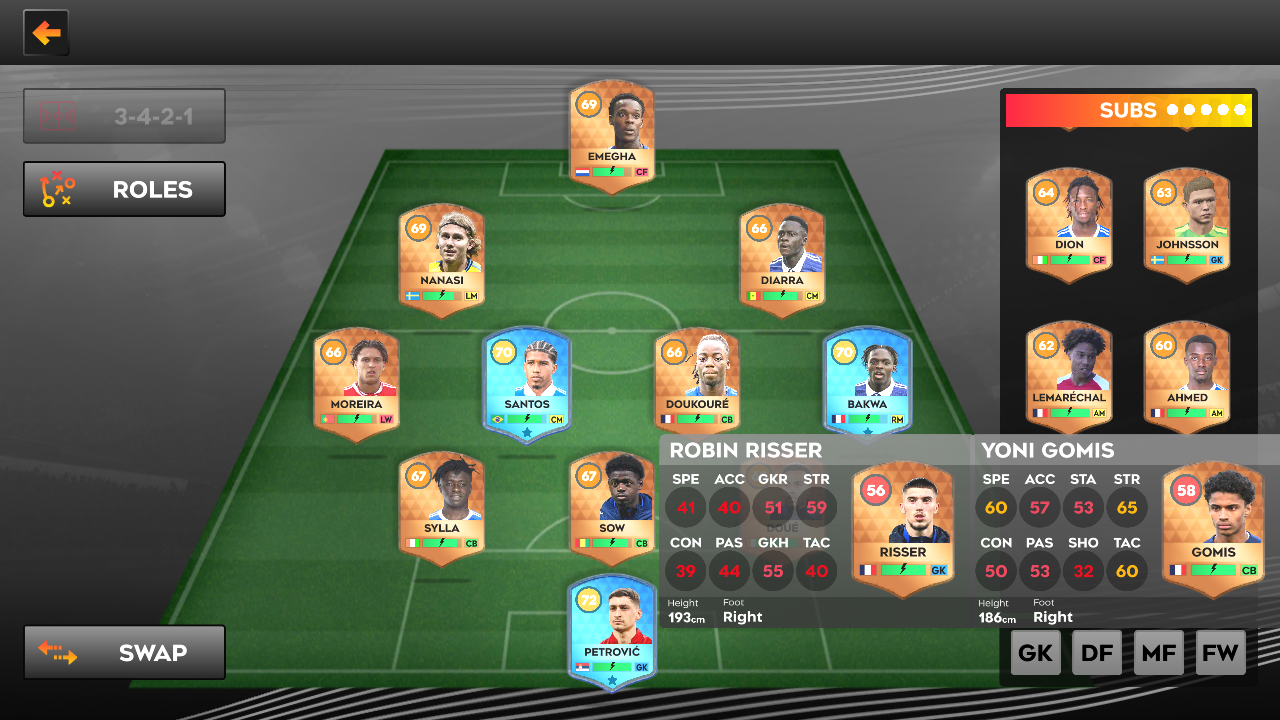 3-4-2-1
ROLES
SUBS
69
EMEGHA
CF
64
DION
CF
63
JOHNSSON
GK
69
NANASI
LM
66
DIARRA
CM
66
MOREIRA
LW
70
SANTOS
CM
66
DOUKOURÉ
CB
70
BAKWA
RM
62
LEMARÉCHAL
AM
60
AHMED
AM
67
SYLLA
CB
67
SOW
CB
DOUÉ
ROBIN RISSER
SPE ACC GKR STR
41 40 51 59
CON PAS GKH TAC
39 44 55 40
Height Foot
193cm Right
56
RISSER
GK
YONI GOMIS
SPE ACC STA STR
60 57 53 65
CON PAS SHO TAC
50 53 32 60
Height Foot
186cm Right
58
GOMIS
CB
72
PETROVIĆ
GK
SWAP
GK DF MF FW